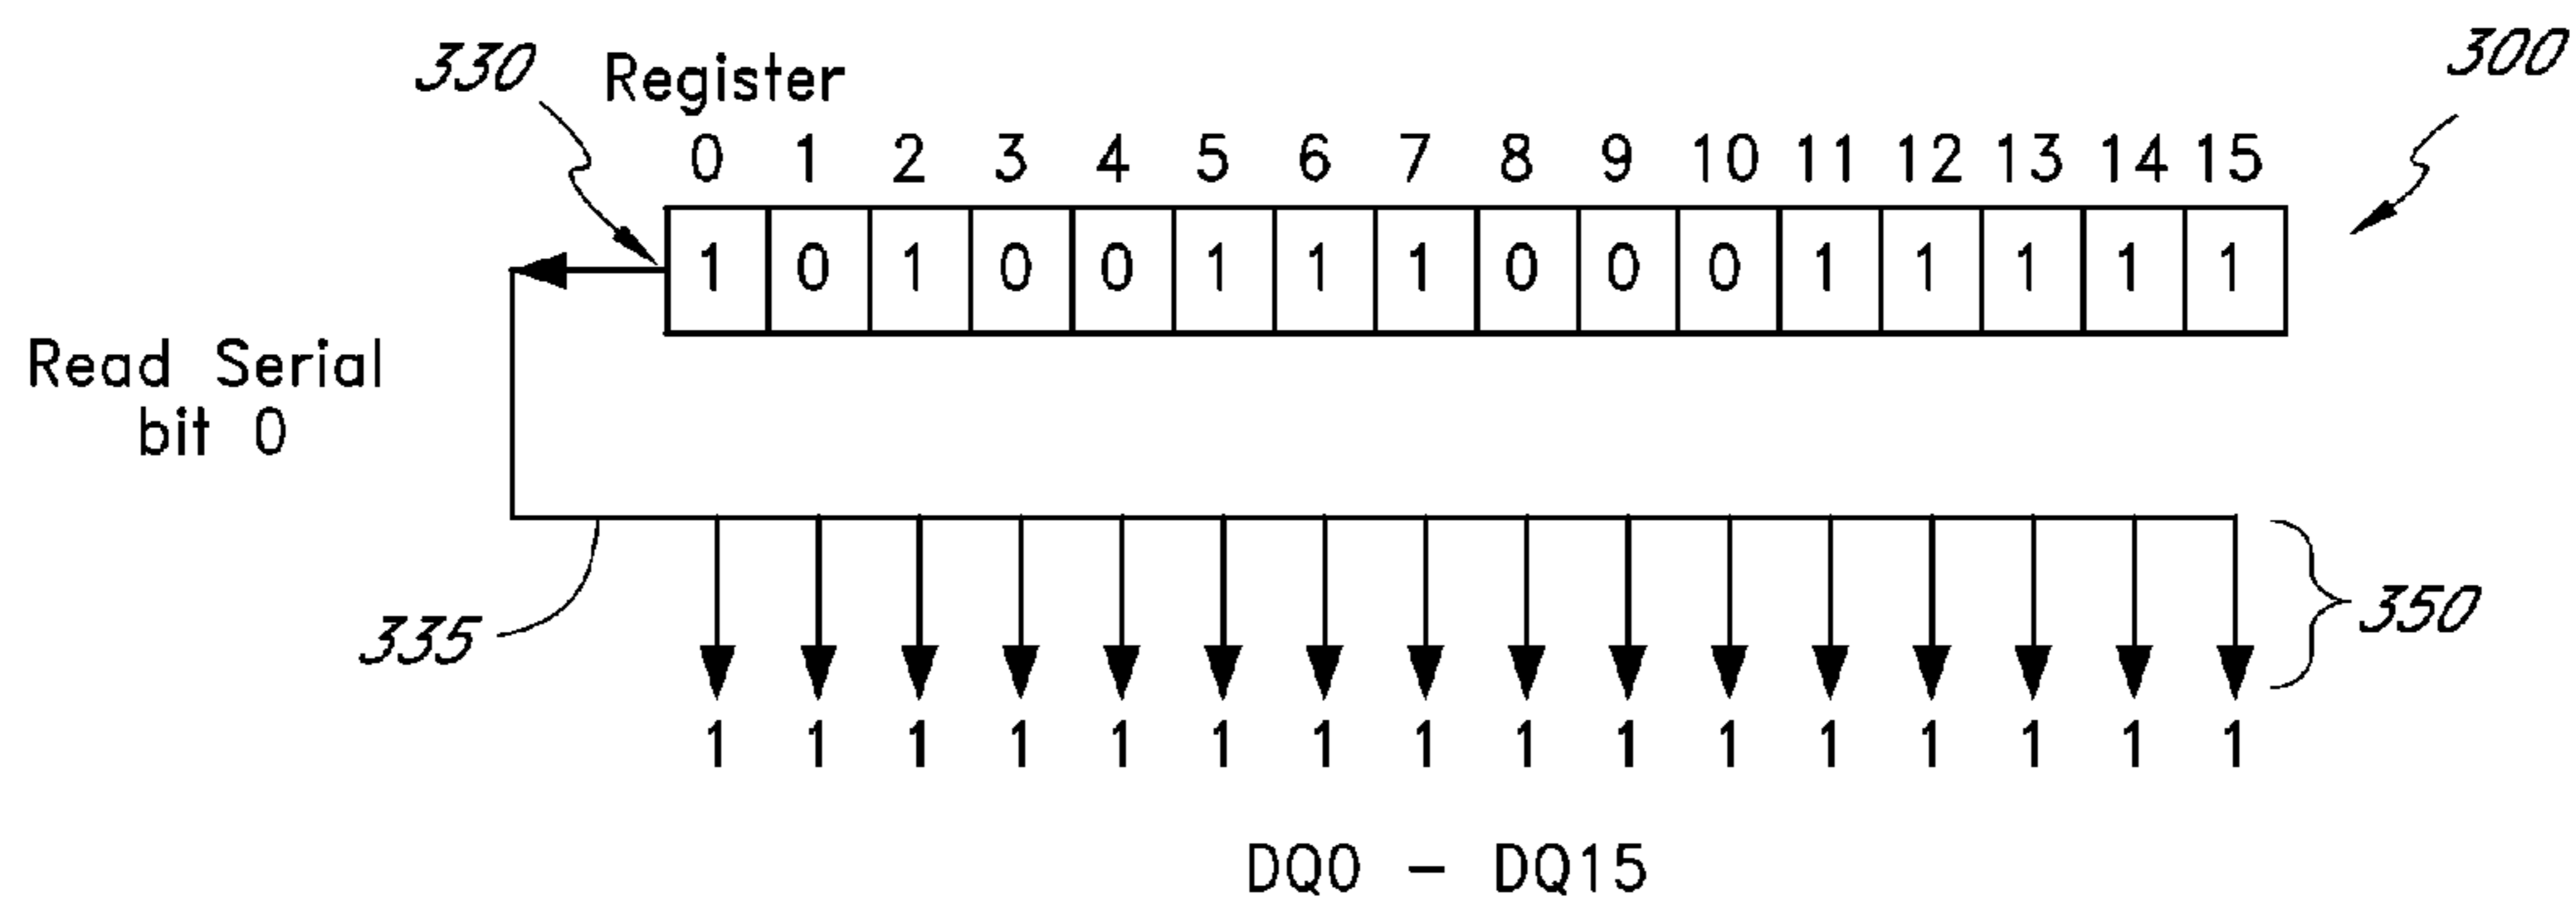 330 Register 300
0 1 2 3 4 5 6 7 8 9 10 11 12 13 14 15
1 0 1 0 0 1 1 1 0 0 0 1 1 1 1 1
Read Serial
bit 0
335 350
1 1 1 1 1 1 1 1 1 1 1 1 1 1 1 1
DQ0 - DQ15